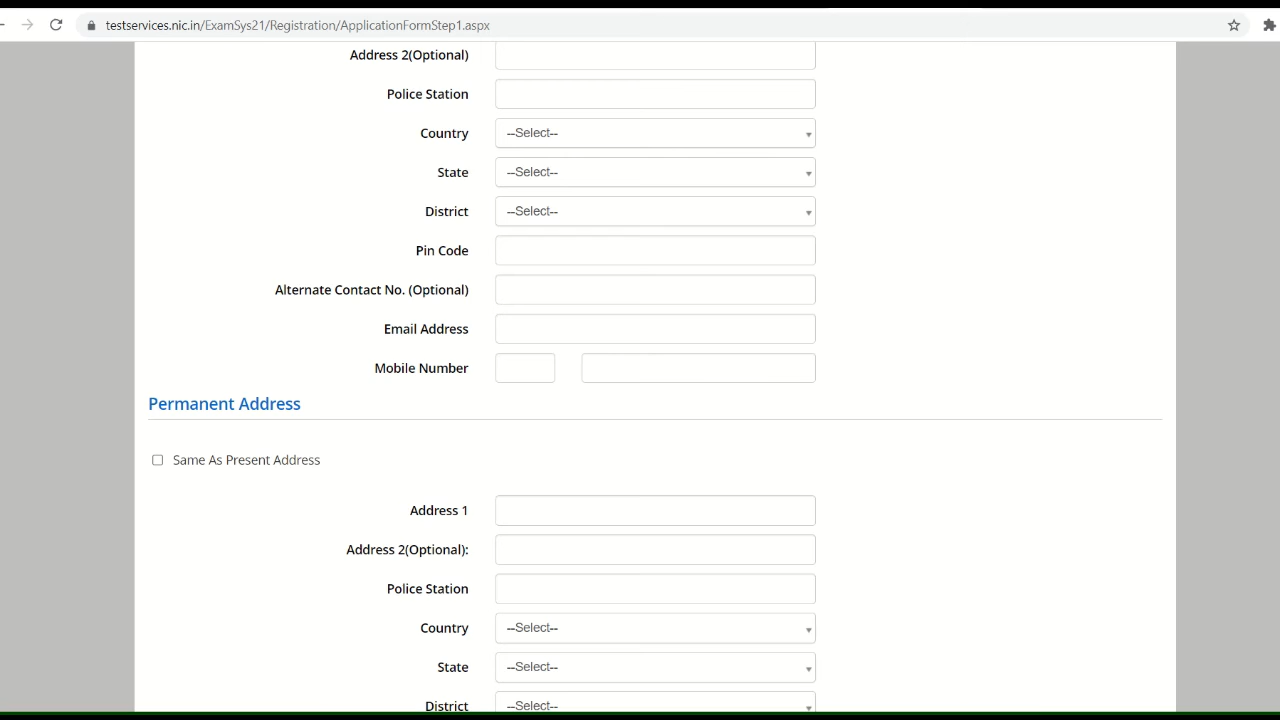 testservices.nic.in/ExamSys21/Registration/ApplicationFormStep1.aspx
Address 2(Optional)
Police Station
Country --Select--
State --Select--
District --Select--
Pin Code
Alternate Contact No. (Optional)
Email Address
Mobile Number
Permanent Address
Same As Present Address
Address 1
Address 2(Optional):
Police Station
Country --Select--
State --Select--
District --Select--